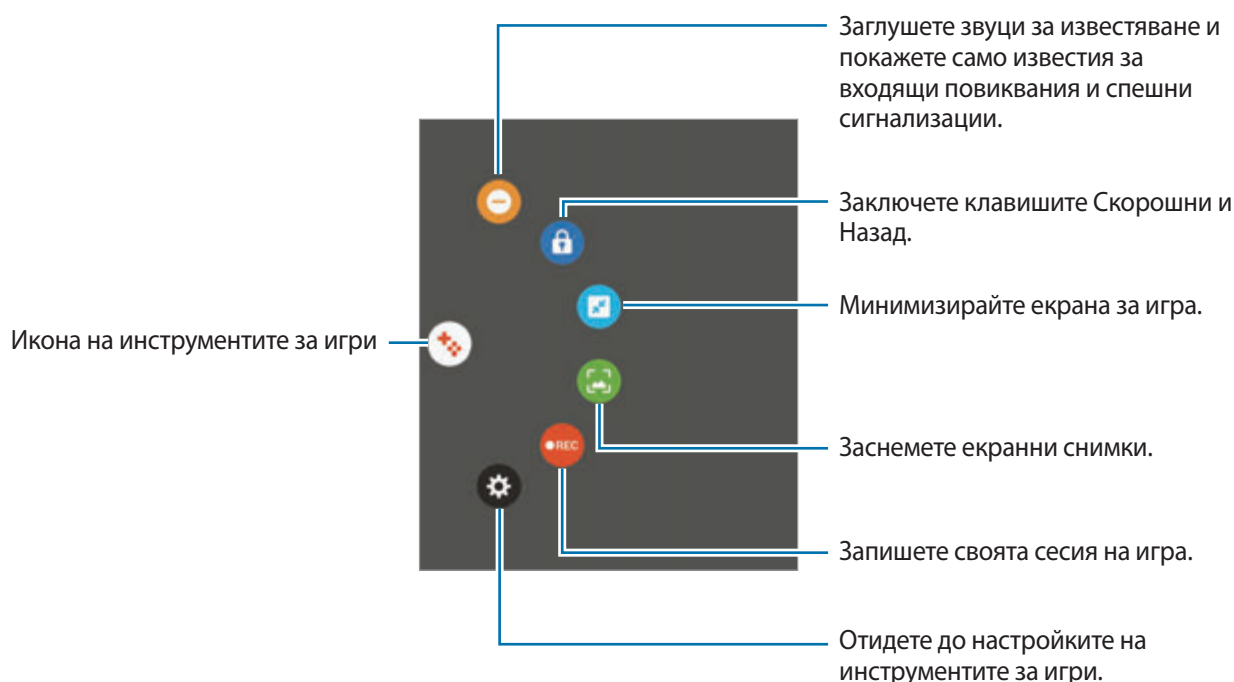 Заглушете звуци за известяване и
покажете само известия за
входящи повиквания и спешни
сигнализации.
Заключете клавишите Скорошни и
Назад.
Минимизирайте екрана за игра.
Икона на инструментите за игри
Заснемете екранни снимки.
REC
Запишете своята сесия на игра.
Отидете до настройките на
инструментите за игри.